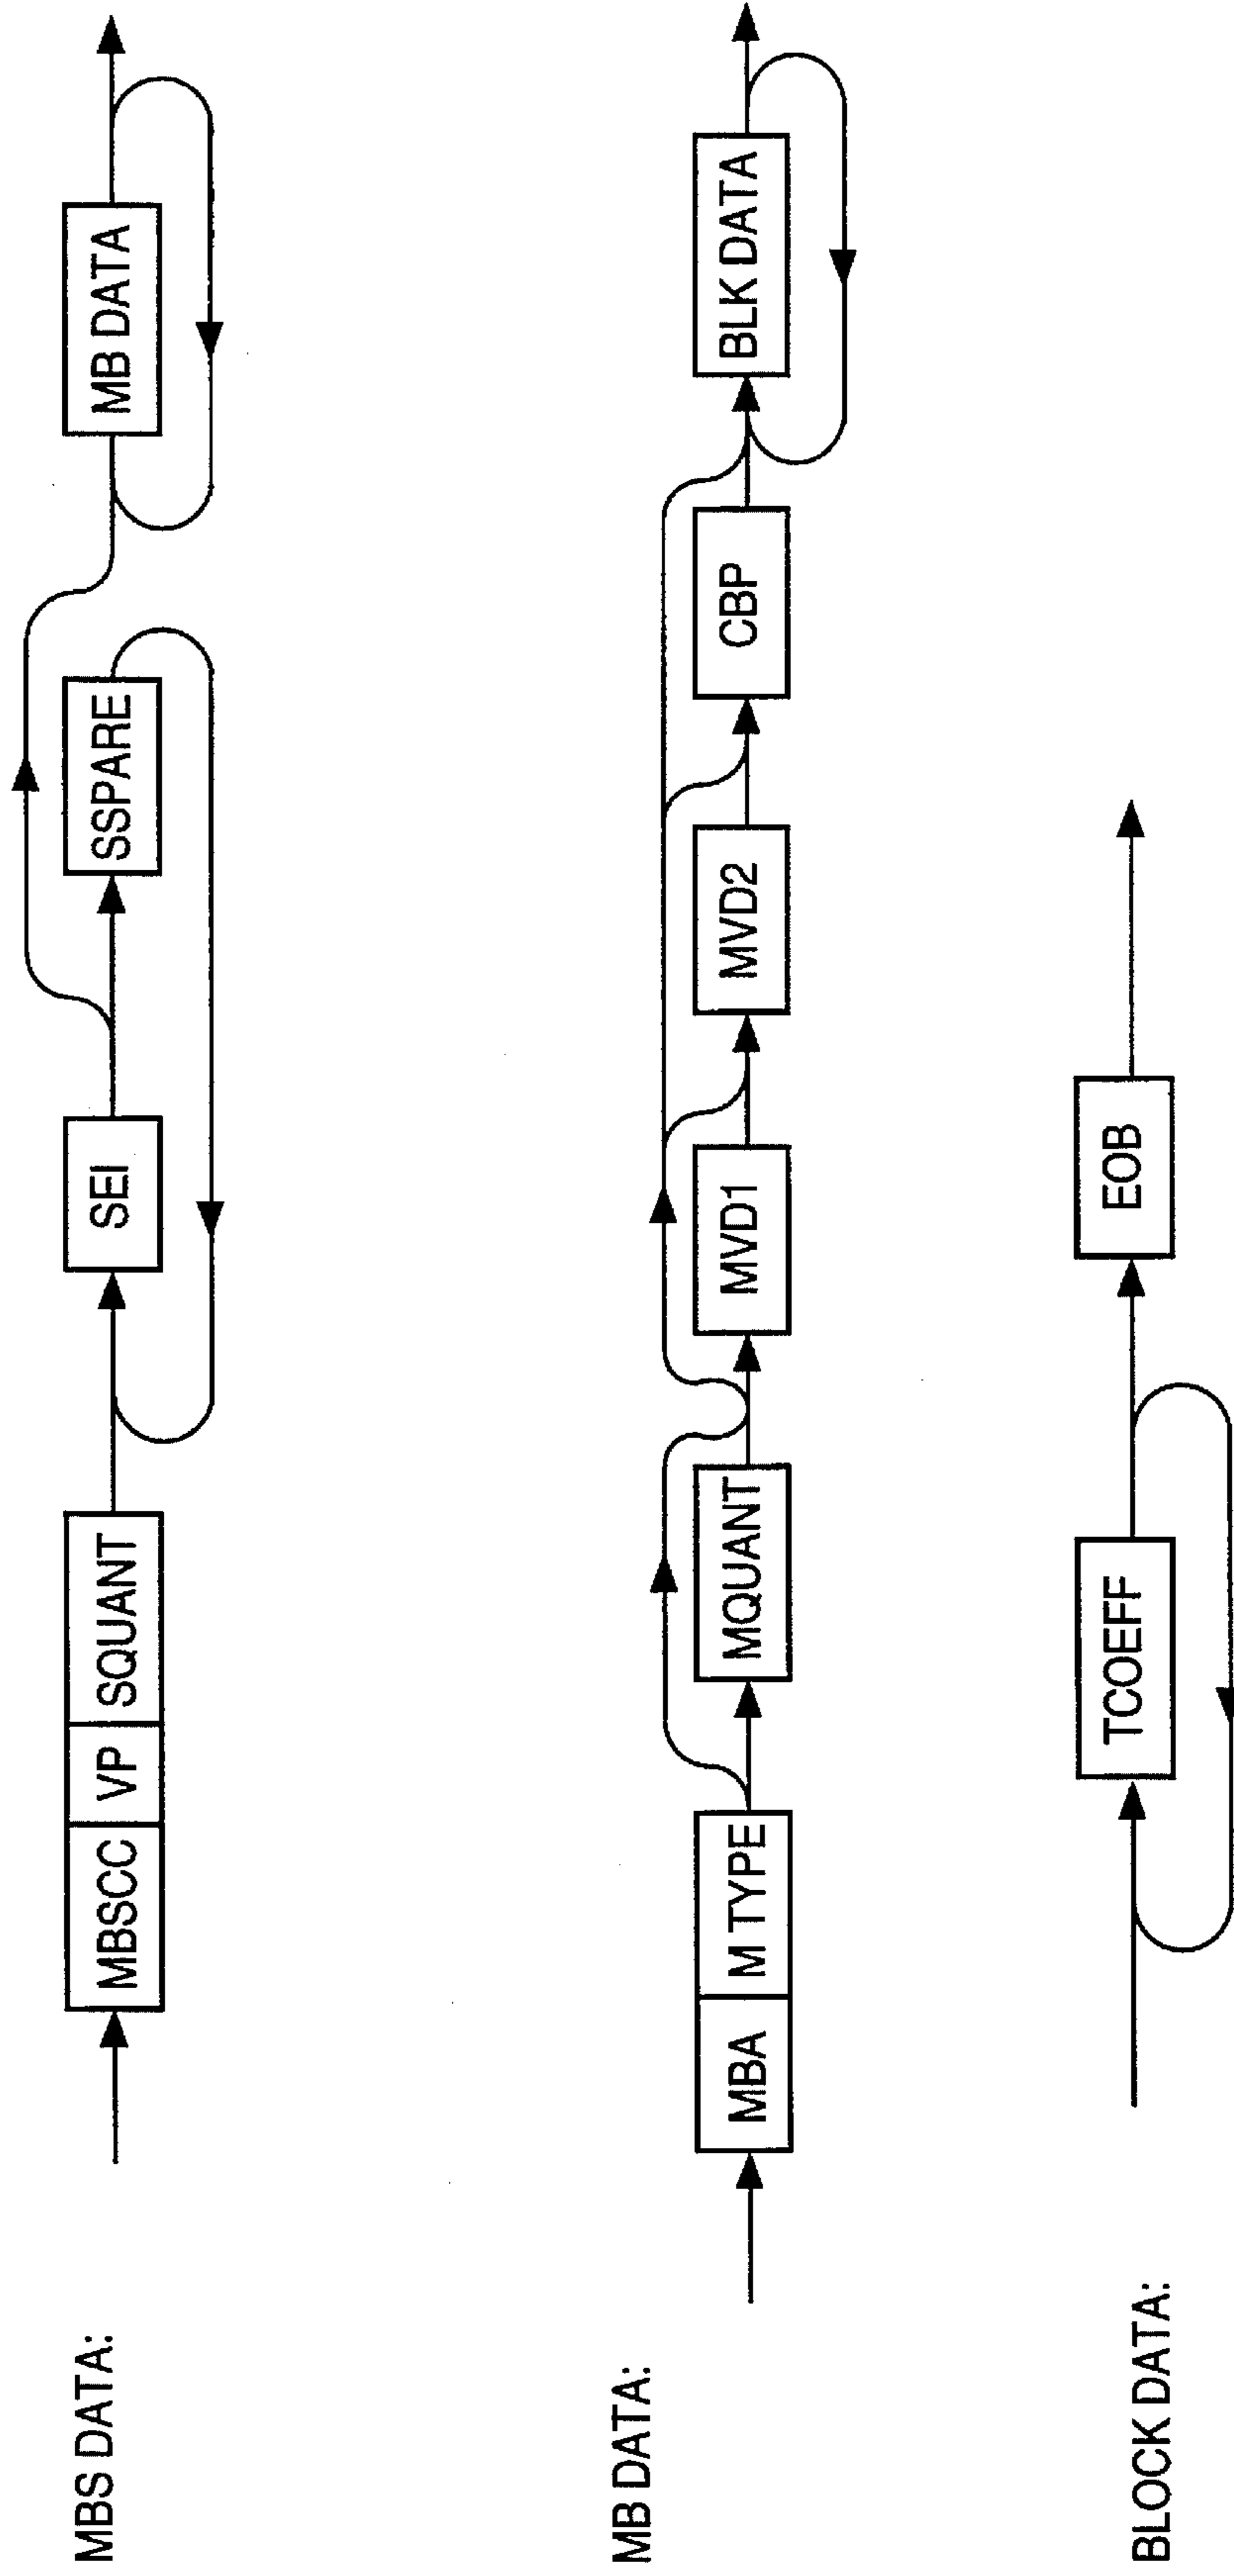 MBS DATA:
MBSCC VP SQUANT
SEI
SSPARE
MB DATA
MB DATA:
MBA M TYPE
MQUANT
MVD1
MVD2
CBP
BLK DATA
BLOCK DATA:
TCOEFF
EOB